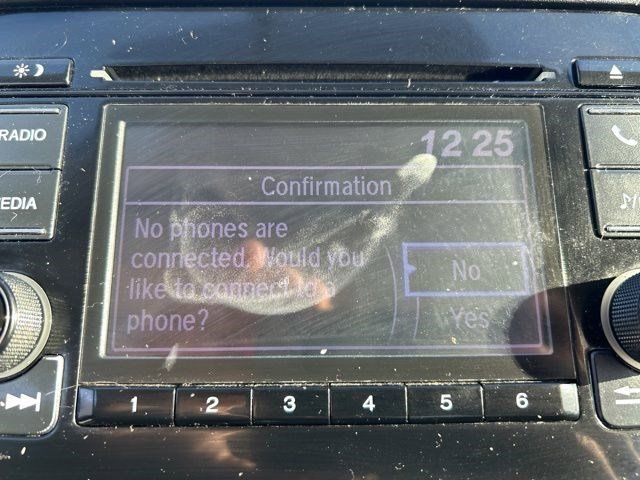 RADIO
EDIA
12 25
Confirmation
No phones are
connected. Would you
like to connect to a
phone?
No
Yes
1 2 3 4 5 6